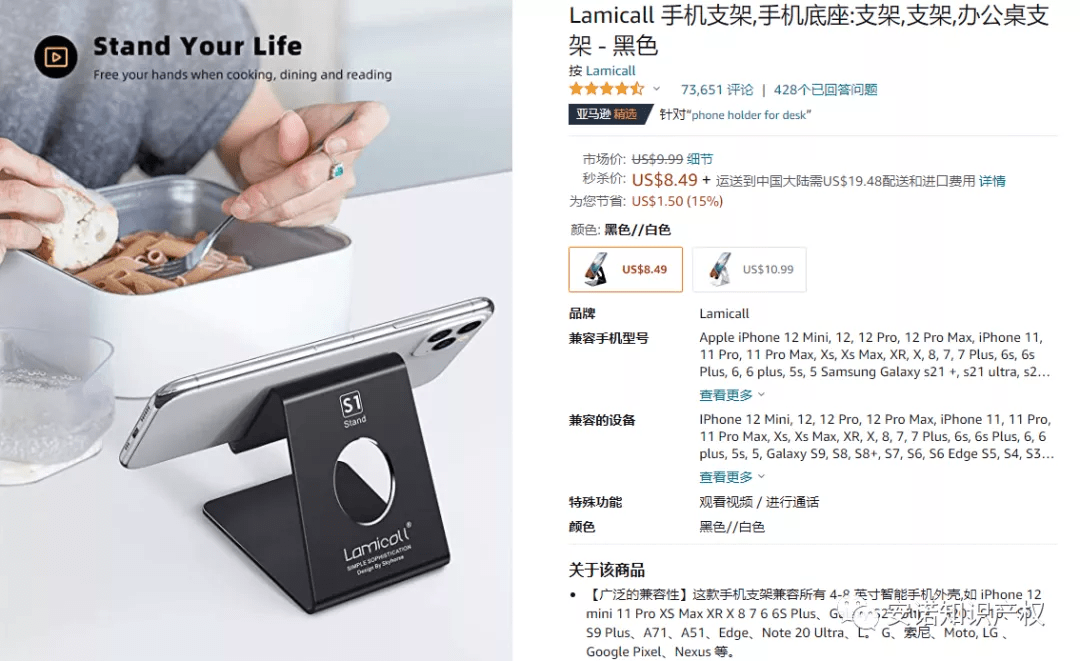 Stand Your Life
Free your hands when cooking, dining and reading
S1
Stand
Lamicall®
SIMPLE SOPHISTICATION
Design By Skyhorse
Lamicall 手机支架,手机底座:支架,支架,办公桌支
架 - 黑色
按 Lamicall
73,651 评论 | 428个已回答问题
亚马逊 精选 针对“phone holder for desk”
市场价: US$9.99 细节
秒杀价: US$8.49 + 运送到中国大陆需US$19.48配送和进口费用 详情
为您节省: US$1.50 (15%)
颜色: 黑色//白色
US$8.49 US$10.99
品牌 Lamicall
兼容手机型号 Apple iPhone 12 Mini, 12, 12 Pro, 12 Pro Max, iPhone 11,
11 Pro, 11 Pro Max, Xs, Xs Max, XR, X, 8, 7, 7 Plus, 6s, 6s
Plus, 6, 6 plus, 5s, 5 Samsung Galaxy s21 +, s21 ultra, s2…
查看更多
兼容的设备 IPhone 12 Mini, 12, 12 Pro, 12 Pro Max, iPhone 11, 11 Pro,
11 Pro Max, Xs, Xs Max, XR, X, 8, 7, 7 Plus, 6s, 6s Plus, 6, 6
plus, 5s, 5, Galaxy S9, S8, S8+, S7, S6, S6 Edge S5, S4, S3…
查看更多
特殊功能 观看视频 / 进行通话
颜色 黑色//白色
关于该商品
• 【广泛的兼容性】这款手机支架兼容所有 4-8 英寸智能手机外壳,如 iPhone 12
mini 11 Pro XS Max XR X 8 7 6 6S Plus、
S9 Plus、A71、A51、Edge、Note 20 Ultra、L。 G、索尼、Moto, LG 、
Google Pixel、Nexus 等。
安诺知识产权